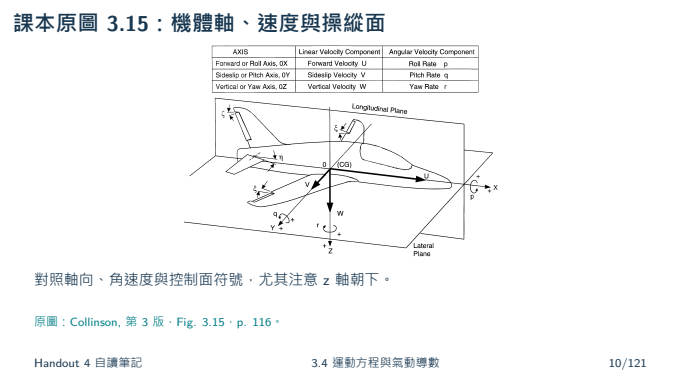 課本原圖 3.15：機體軸、速度與操縱面
AXIS Linear Velocity Component Angular Velocity Component
Forward or Roll Axis, 0X Forward Velocity U Roll Rate p
Sideslip or Pitch Axis, 0Y Sideslip Velocity V Pitch Rate q
Vertical or Yaw Axis, 0Z Vertical Velocity W Yaw Rate r
Longitudinal Plane
ζ
ξ
η
0 (CG)
U
ξ
V
X
+
p
+
W
q
+
Y +
r
+
+
Z
Lateral
Plane
對照軸向、角速度與控制面符號，尤其注意 z 軸朝下。
原圖：Collinson, 第 3 版，Fig. 3.15，p. 116。
Handout 4 自讀筆記 3.4 運動方程與氣動導數 10/121